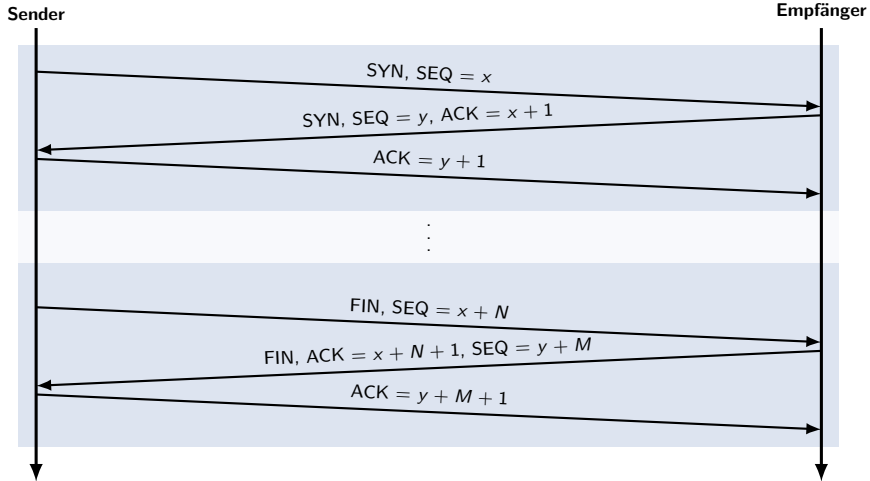 Sender
Empfänger
SYN, SEQ = x
SYN, SEQ = y, ACK = x + 1
ACK = y + 1
⋮
FIN, SEQ = x + N
FIN, ACK = x + N + 1, SEQ = y + M
ACK = y + M + 1